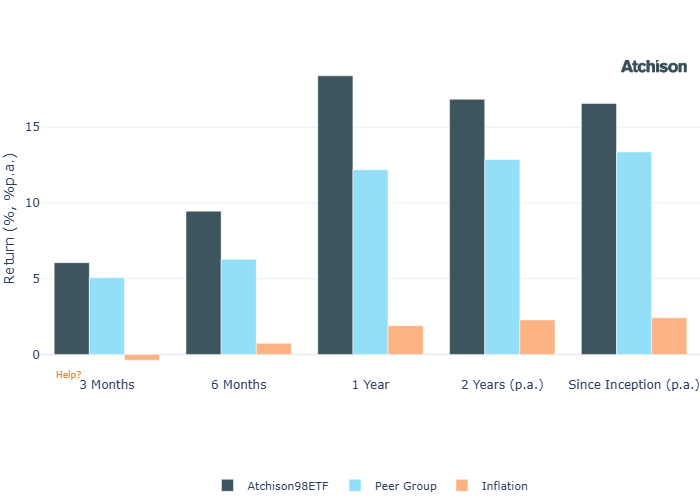 Atchison
Return (%, %p.a.)
15
10
5
0
Help?
3 Months
6 Months
1 Year
2 Years (p.a.)
Since Inception (p.a.)
Atchison98ETF
Peer Group
Inflation